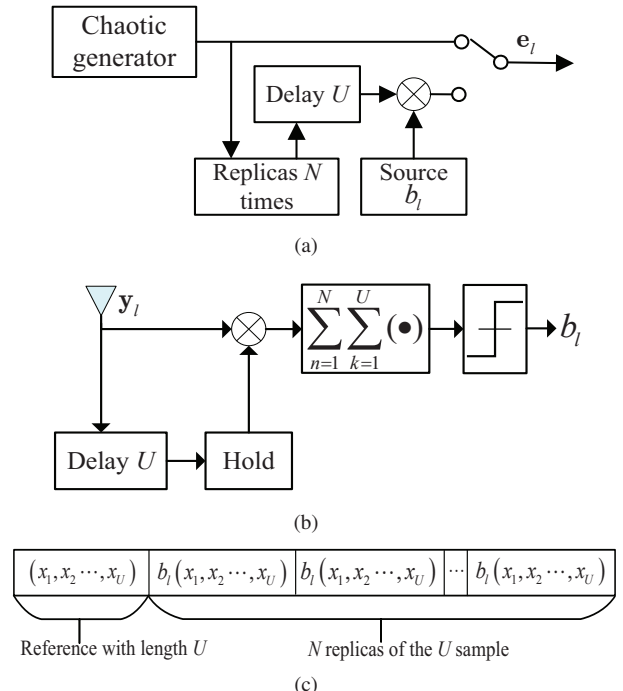 Chaotic
generator
e_l
Delay U
Replicas N
times
Source
b_l
(a)
y_l
∑_{n=1}^{N} ∑_{k=1}^{U} (•)
b_l
Delay U
Hold
(b)
(x_1, x_2 ⋯, x_U) b_l (x_1, x_2 ⋯, x_U) b_l (x_1, x_2 ⋯, x_U) ⋯ b_l (x_1, x_2 ⋯, x_U)
Reference with length U
N replicas of the U sample
(c)